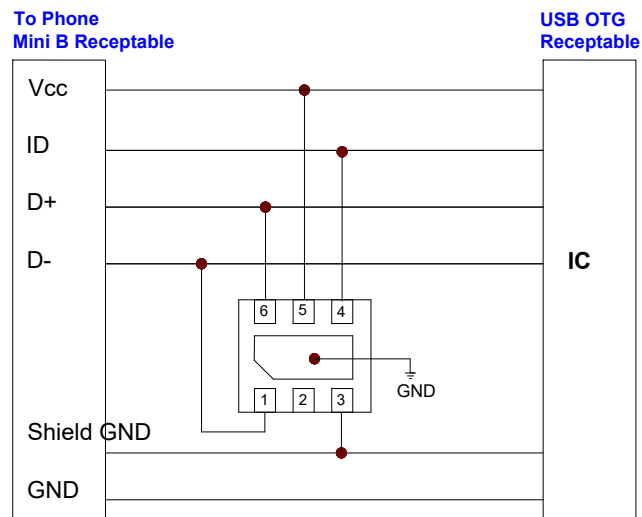 To Phone
Mini B Receptable
USB OTG
Receptable
Vcc
ID
D+
D-
IC
6 5 4
GND
1 2 3
Shield GND
GND